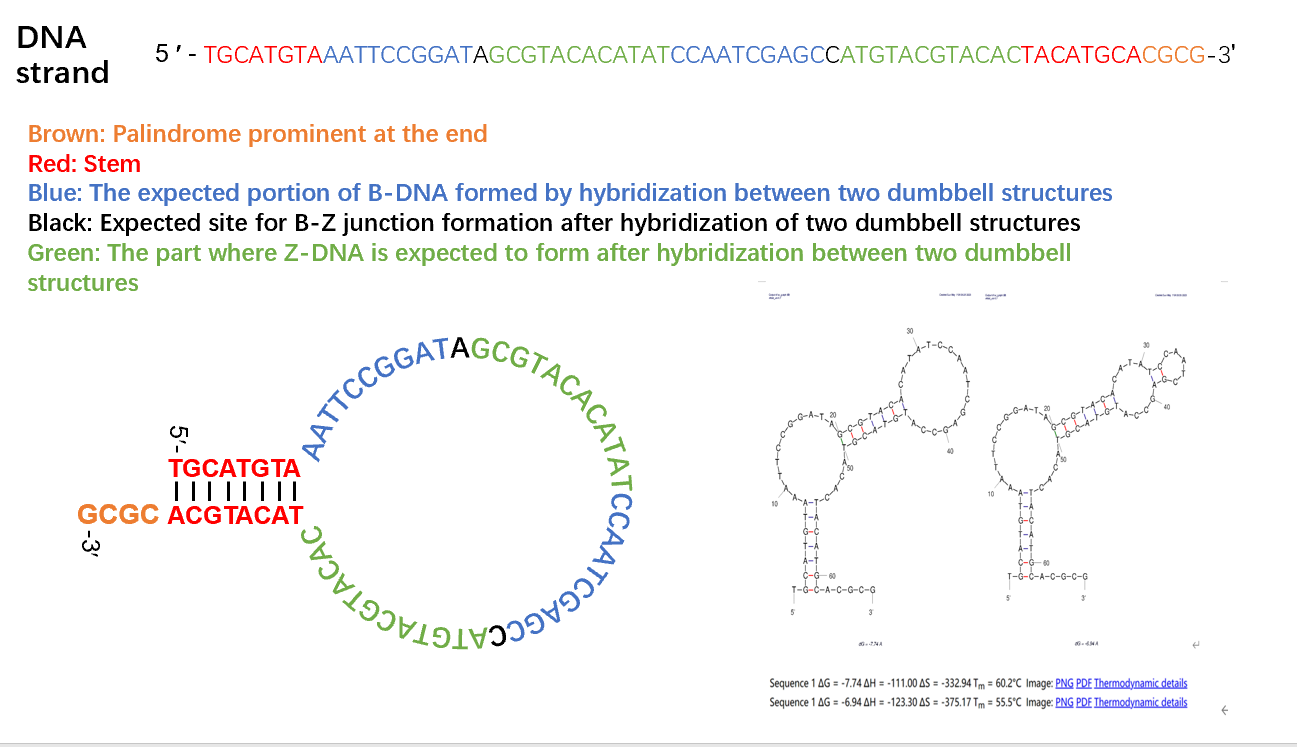 DNA
strand
5 ′ - TGCATGTAAATTCCGGATAGCGTACACATATCCAATCGAGCCATGTACGTACACTACATGCACGCG-3'
Brown: Palindrome prominent at the end
Red: Stem
Blue: The expected portion of B-DNA formed by hybridization between two dumbbell structures
Black: Expected site for B-Z junction formation after hybridization of two dumbbell structures
Green: The part where Z-DNA is expected to form after hybridization between two dumbbell
structures
AATTCCGGATAGCGTACACATATCCAATCGAGCCATGTACGTACAC
5'-
TGCATGTA
GCGC ACGTACAT
-3'
10
20
30
40
50
60
5'
3'
dG = -7.74 A
10
20
30
40
50
60
5'
3'
dG = -6.94 A
Sequence 1 ΔG = -7.74 ΔH = -111.00 ΔS = -332.94 Tm = 60.2°C Image: PNG PDF Thermodynamic details
Sequence 1 ΔG = -6.94 ΔH = -123.30 ΔS = -375.17 Tm = 55.5°C Image: PNG PDF Thermodynamic details